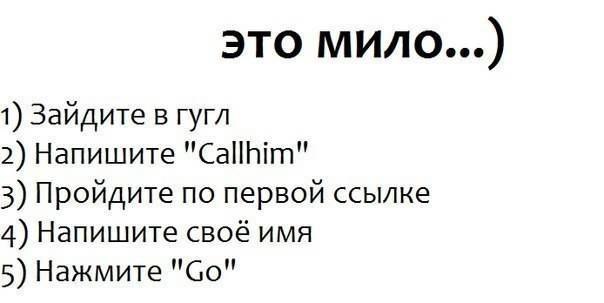 это мило...)
1) Зайдите в гугл
2) Напишите "Callhim"
3) Пройдите по первой ссылке
4) Напишите своё имя
5) Нажмите "Go"